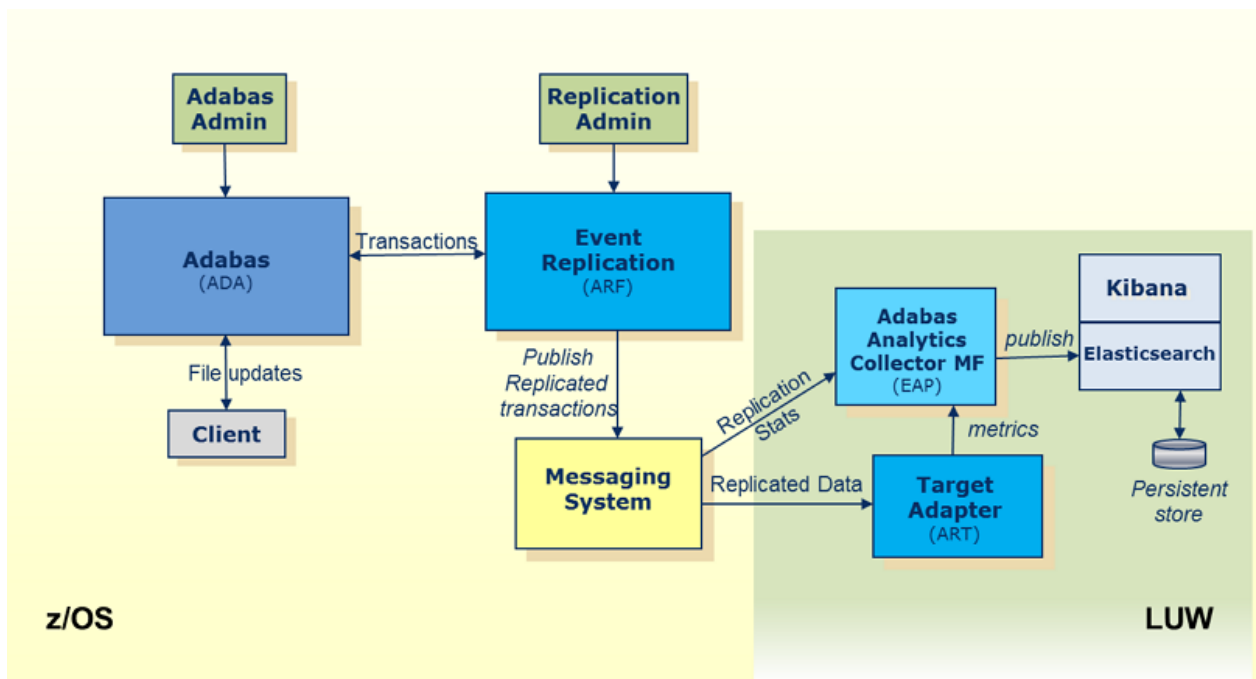 Adabas
Admin
Replication
Admin
Adabas
(ADA)
Transactions
Event
Replication
(ARF)
File updates
Client
Publish
Replicated
transactions
Messaging
System
Replication
Stats
Replicated Data
Adabas
Analytics
Collector MF
(EAP)
publish
Kibana
Elasticsearch
metrics
Target
Adapter
(ART)
Persistent
store
z/OS
LUW